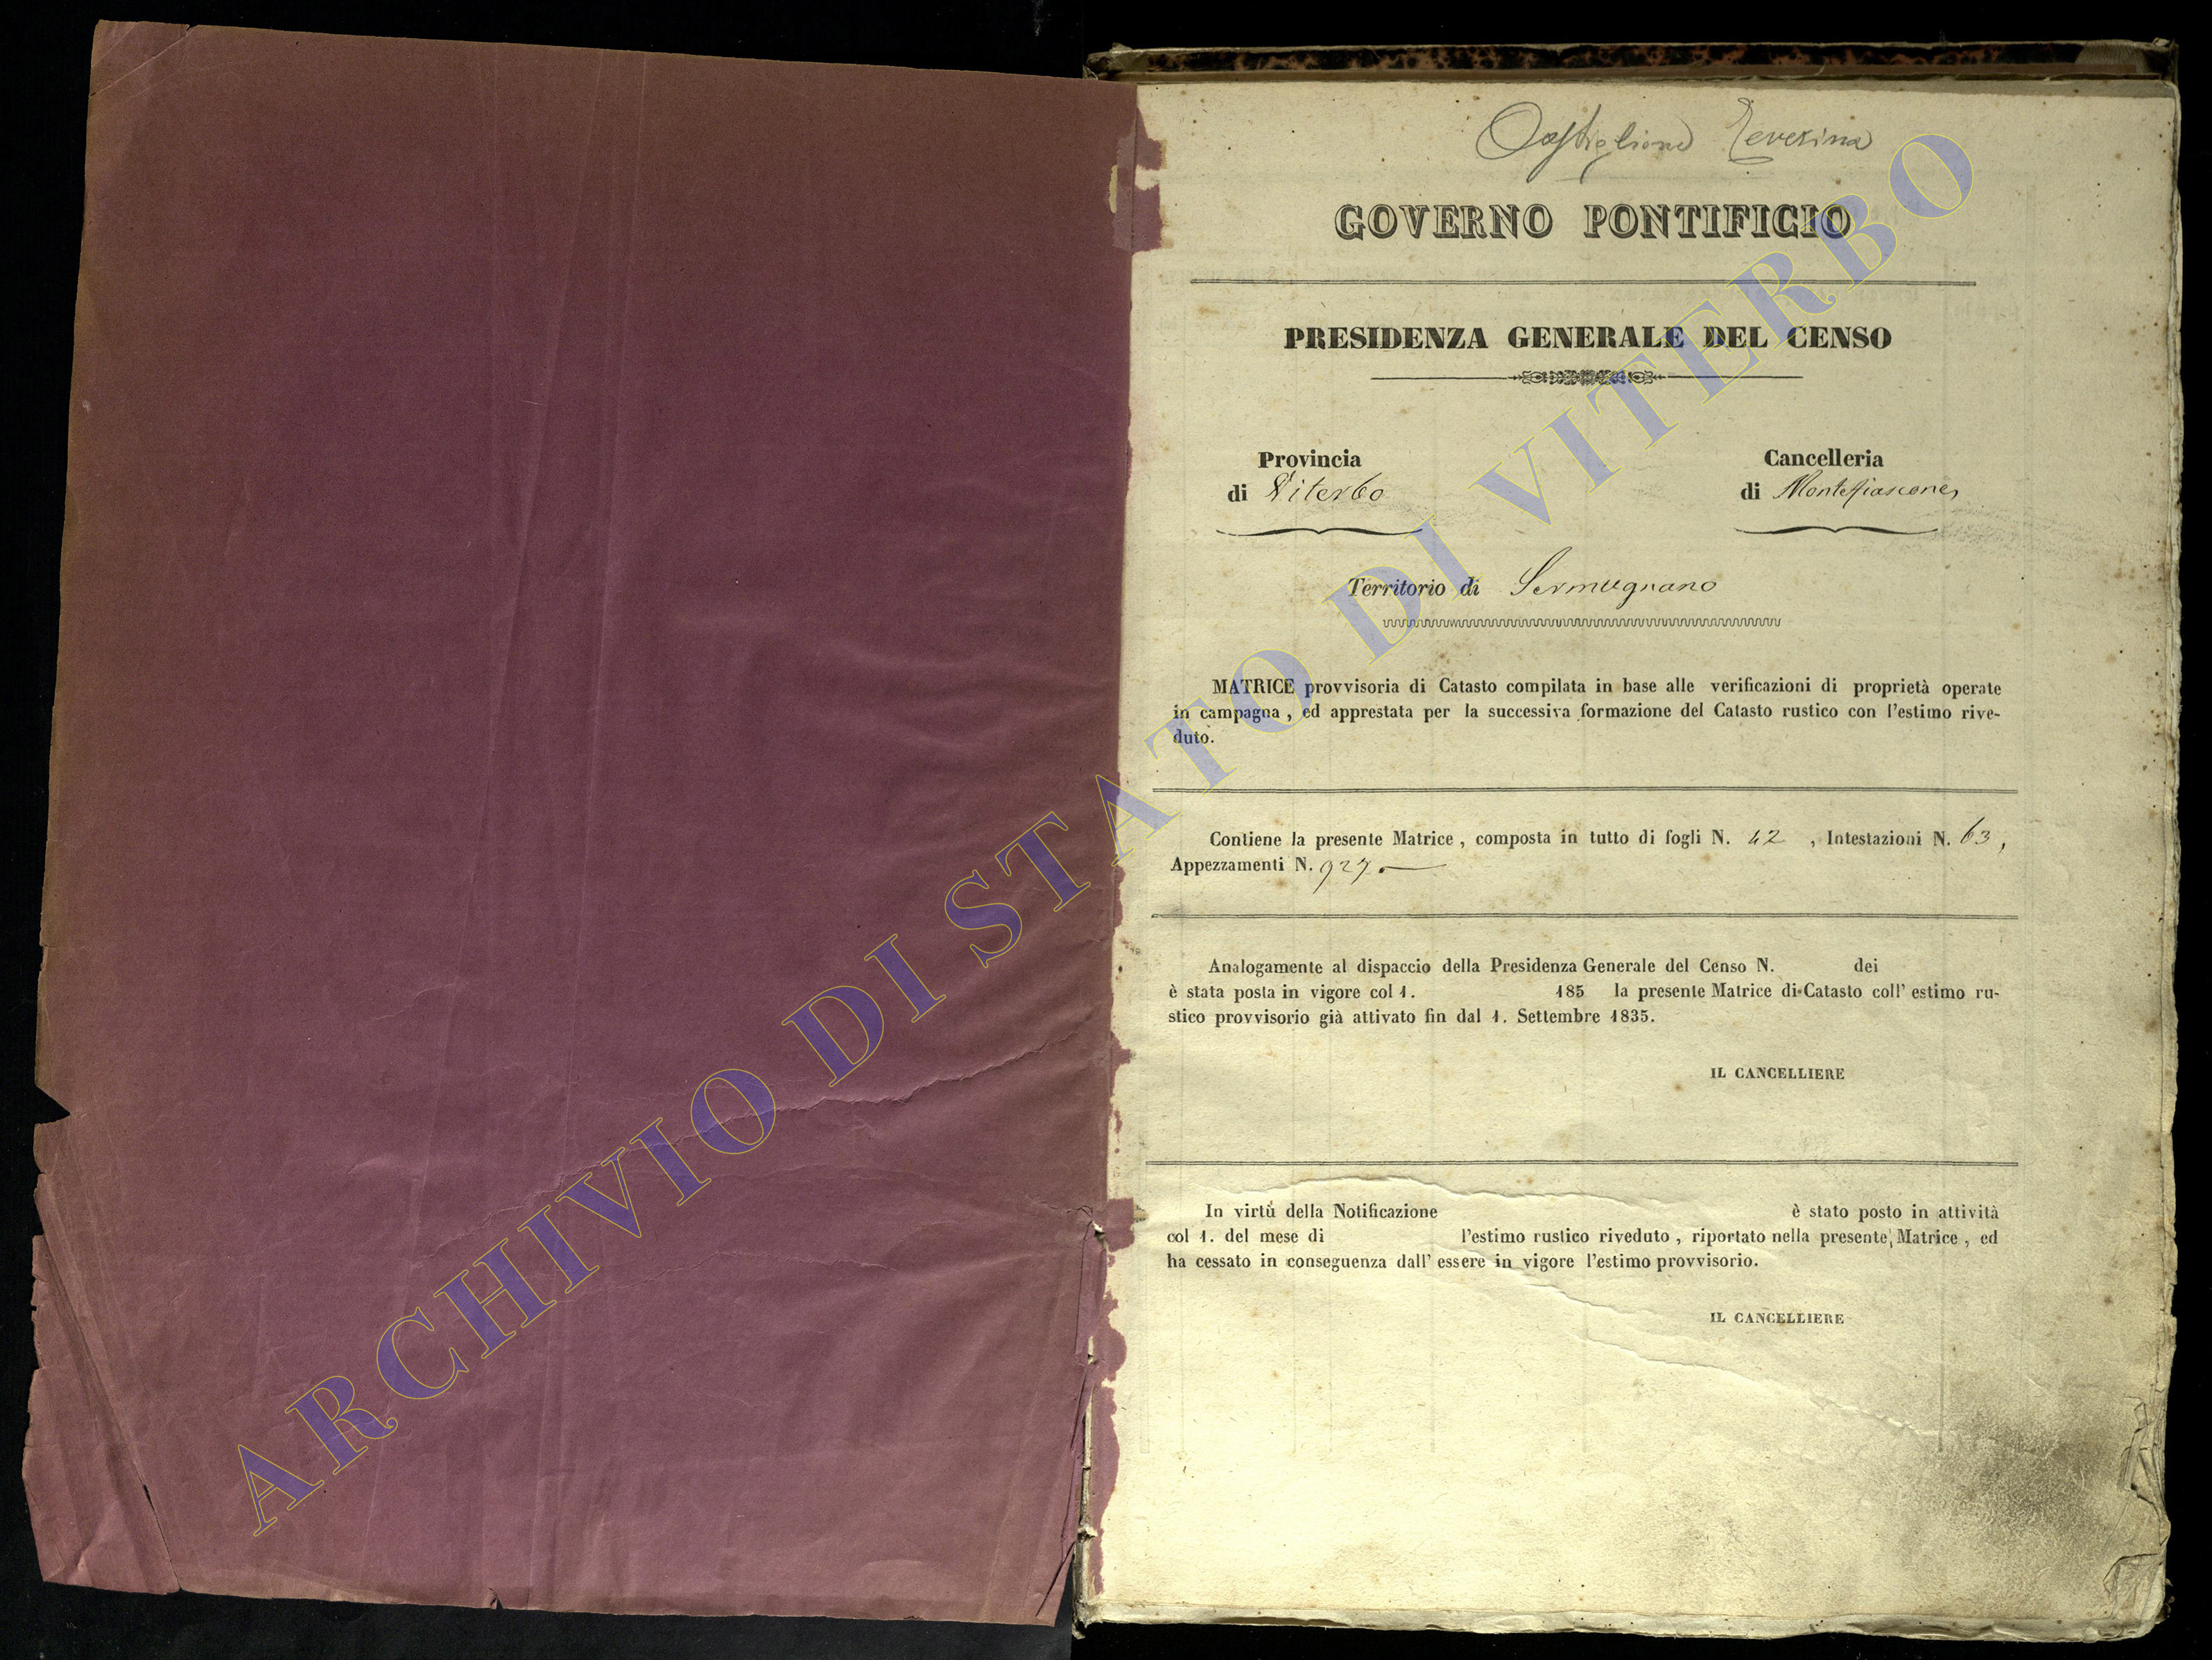 Castiglione Teverina
GOVERNO PONTIFICIO
PRESIDENZA GENERALE DEL CENSO
Provincia
di Viterbo
Cancelleria
di Montefiascone
Territorio di Sermugnano
MATRICE provvisoria di Catasto compilata in base alle verificazioni di proprietà operate
in campagna, ed apprestata per la successiva formazione del Catasto rustico con l'estimo rive-
duto.
Contiene la presente Matrice, composta in tutto di fogli N. 42, Intestazioni N. 63,
Appezzamenti N. 927.
Analogamente al dispaccio della Presidenza Generale del Censo N. dei
è stata posta in vigore col 1. 185 la presente Matrice di Catasto coll' estimo ru-
stico provvisorio già attivato fin dal 1. Settembre 1835.
IL CANCELLIERE
In virtù della Notificazione è stato posto in attività
col 1. del mese di l'estimo rustico riveduto, riportato nella presente Matrice, ed
ha cessato in conseguenza dall' essere in vigore l'estimo provvisorio.
IL CANCELLIERE
ARCHIVIO DI STATO DI VITERBO